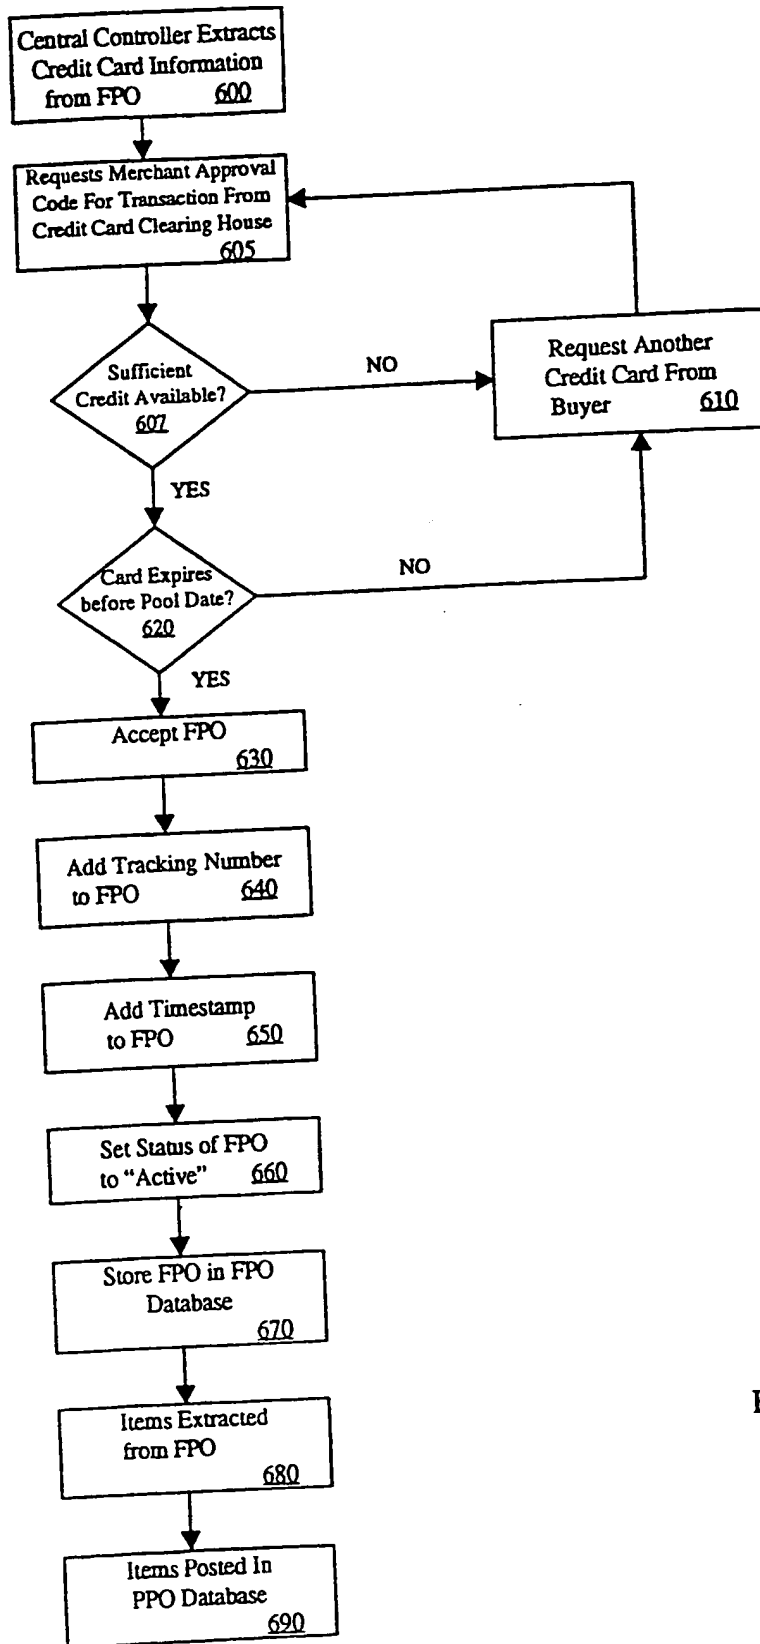 Central Controller Extracts
Credit Card Information
from FPO 600
Requests Merchant Approval
Code For Transaction From
Credit Card Clearing House
605
Sufficient
Credit Available?
607
NO
Request Another
Credit Card From
Buyer 610
YES
Card Expires
before Pool Date?
620
NO
YES
Accept FPO
630
Add Tracking Number
to FPO 640
Add Timestamp
to FPO 650
Set Status of FPO
to “Active” 660
Store FPO in FPO
Database
670
Items Extracted
from FPO
680
Items Posted In
PPO Database
690